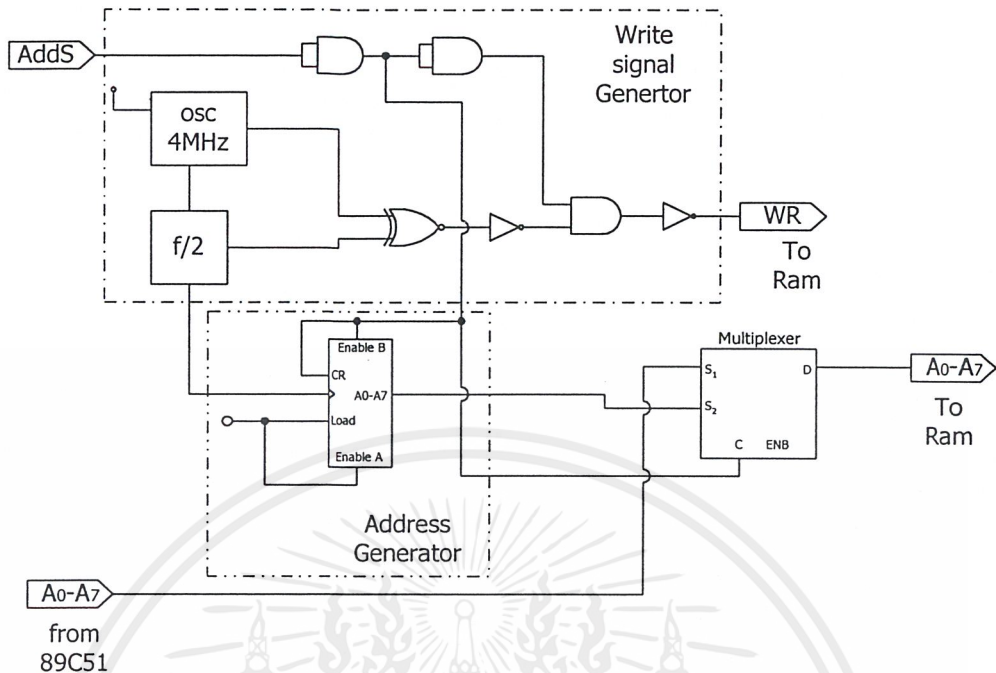 AddS
Write
signal
Genertor
OSC
4MHz
f/2
WR
To
Ram
Enable B
CR
A0-A7
Load
Enable A
Address
Generator
Multiplexer
S1
D
S2
C ENB
A0-A7
To
Ram
A0-A7
from
89C51